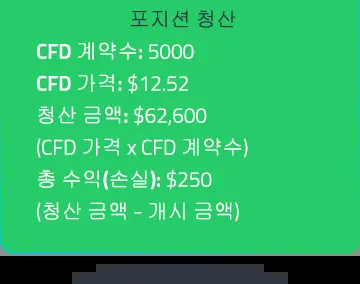 포지션 청산
CFD 계약수: 5000
CFD 가격: $12.52
청산 금액: $62,600
(CFD 가격 x CFD 계약수)
총 수익(손실): $250
(청산 금액 - 개시 금액)